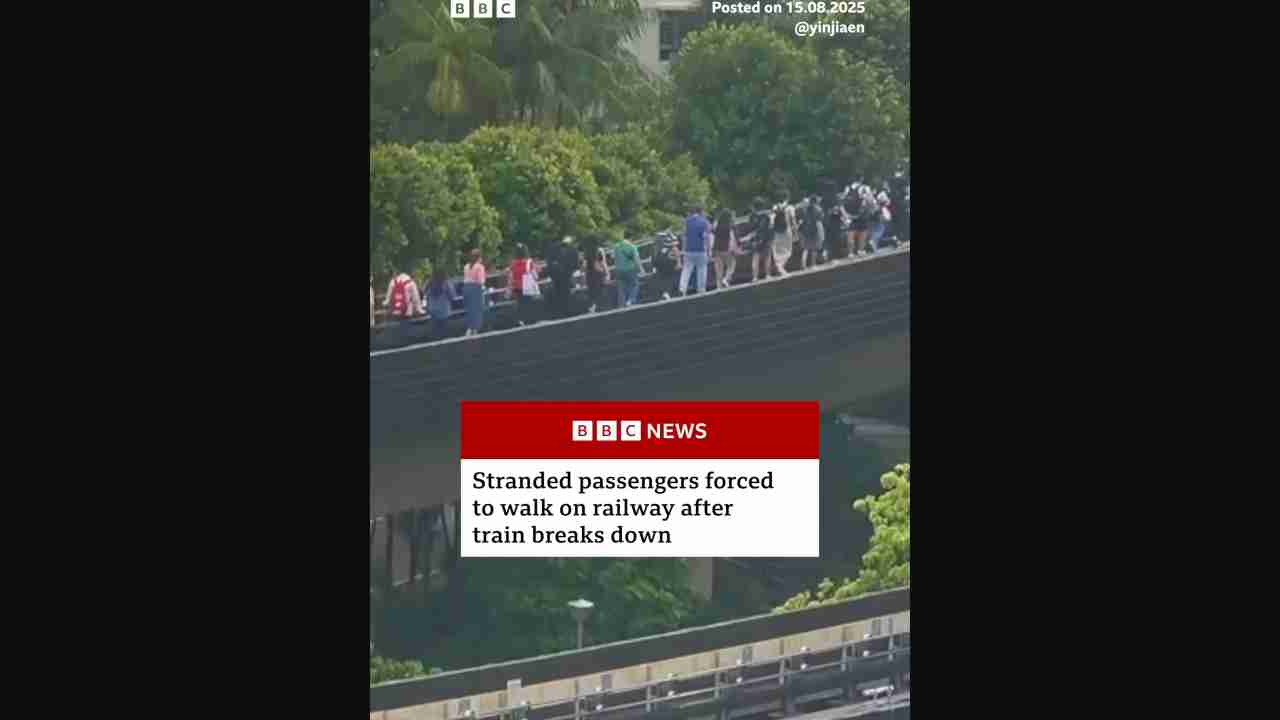 BBC
Posted on 15.08.2025
@yinjiaen
BBC NEWS
Stranded passengers forced
to walk on railway after
train breaks down